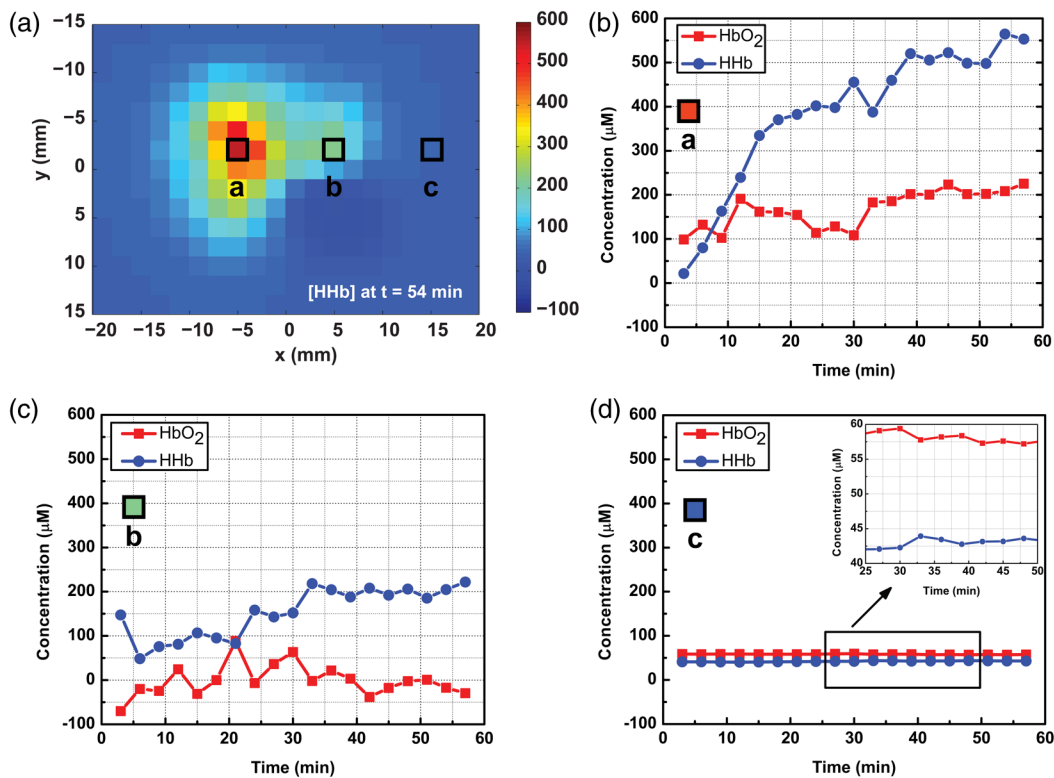 (a)
−15
−10
−5
0
5
10
15
y (mm)
−20 −15 −10 −5 0 5 10 15 20
x (mm)
a b c
[HHb] at t = 54 min
600
500
400
300
200
100
0
−100
(b)
600
500
400
300
200
100
0
-100
Concentration (μM)
HbO2
HHb
a
0 10 20 30 40 50 60
Time (min)
(c)
600
500
400
300
200
100
0
-100
Concentration (μM)
HbO2
HHb
b
0 10 20 30 40 50 60
Time (min)
(d)
600
500
400
300
200
100
0
-100
Concentration (μM)
HbO2
HHb
c
60
55
50
45
40
Concentration (μM)
25 30 35 40 45 50
Time (min)
0 10 20 30 40 50 60
Time (min)